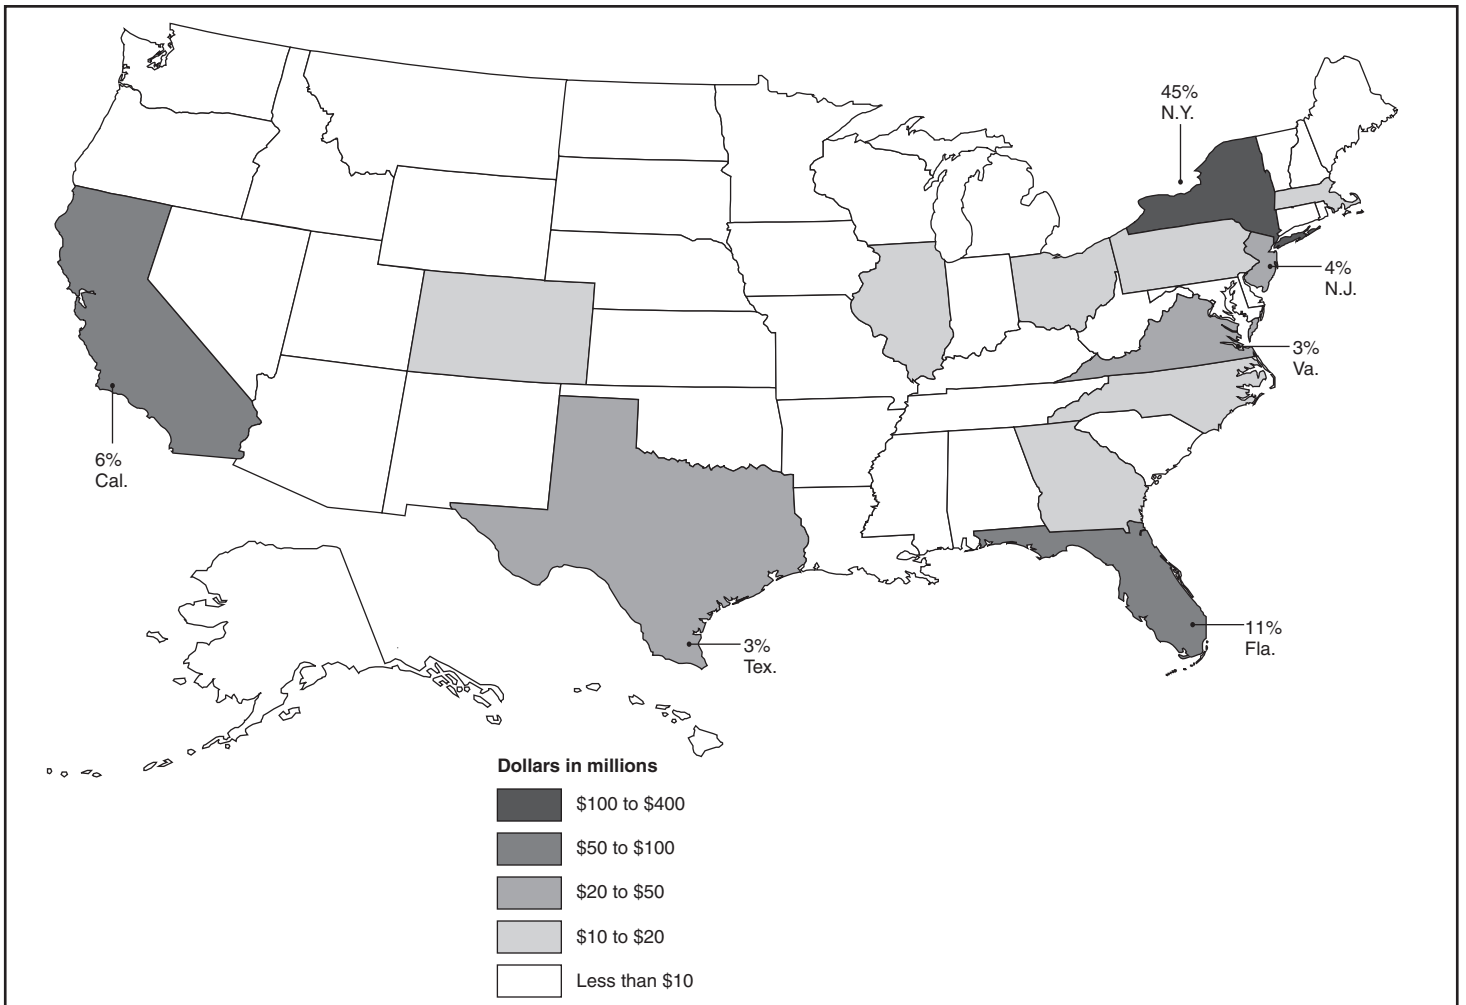 45%
N.Y.
4%
N.J.
3%
Va.
6%
Cal.
11%
Fla.
3%
Tex.
Dollars in millions
$100 to $400
$50 to $100
$20 to $50
$10 to $20
Less than $10